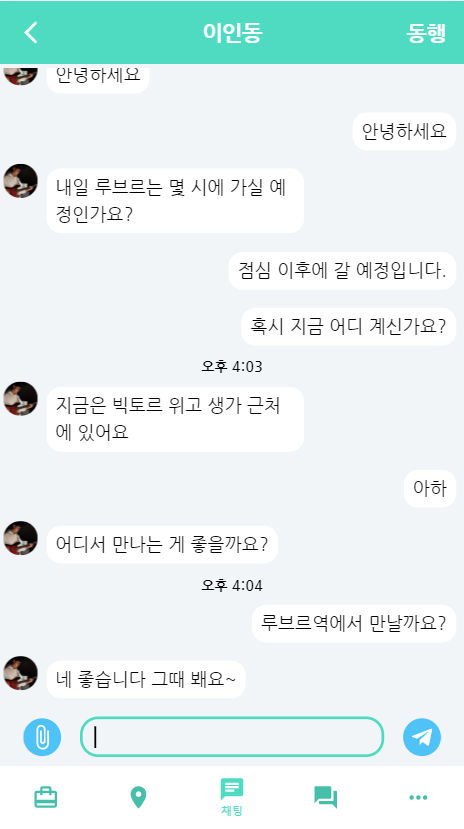 이인동
동행
안녕하세요
안녕하세요
내일 루브르는 몇 시에 가실 예
정인가요?
점심 이후에 갈 예정입니다.
혹시 지금 어디 계신가요?
오후 4:03
지금은 빅토르 위고 생가 근처
에 있어요
아하
어디서 만나는 게 좋을까요?
오후 4:04
루브르역에서 만날까요?
네 좋습니다 그때 봬요~
채팅